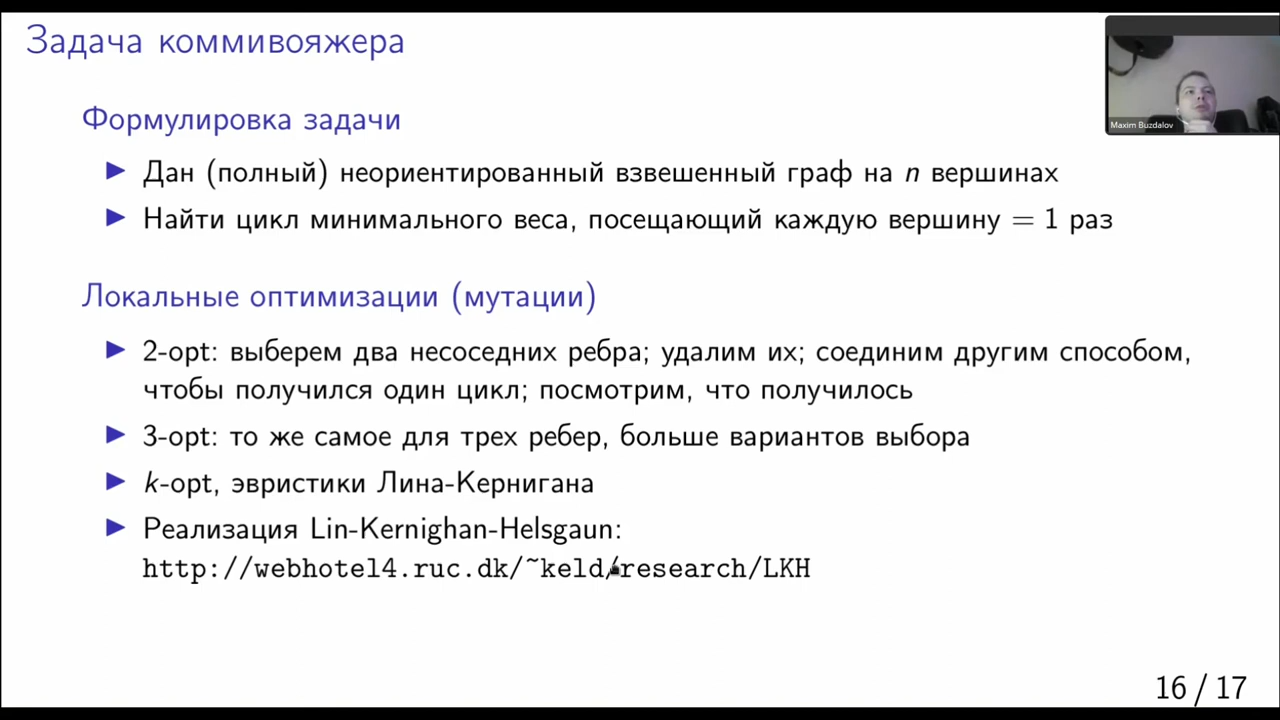 Задача коммивояжера
Maxim Buzdalov
Формулировка задачи
▶ Дан (полный) неориентированный взвешенный граф на n вершинах
▶ Найти цикл минимального веса, посещающий каждую вершину = 1 раз
Локальные оптимизации (мутации)
▶ 2-opt: выберем два несоседних ребра; удалим их; соединим другим способом,
чтобы получился один цикл; посмотрим, что получилось
▶ 3-opt: то же самое для трех ребер, больше вариантов выбора
▶ k-opt, эвристики Лина-Кернигана
▶ Реализация Lin-Kernighan-Helsgaun:
http://webhotel4.ruc.dk/~keld/research/LKH
16 / 17